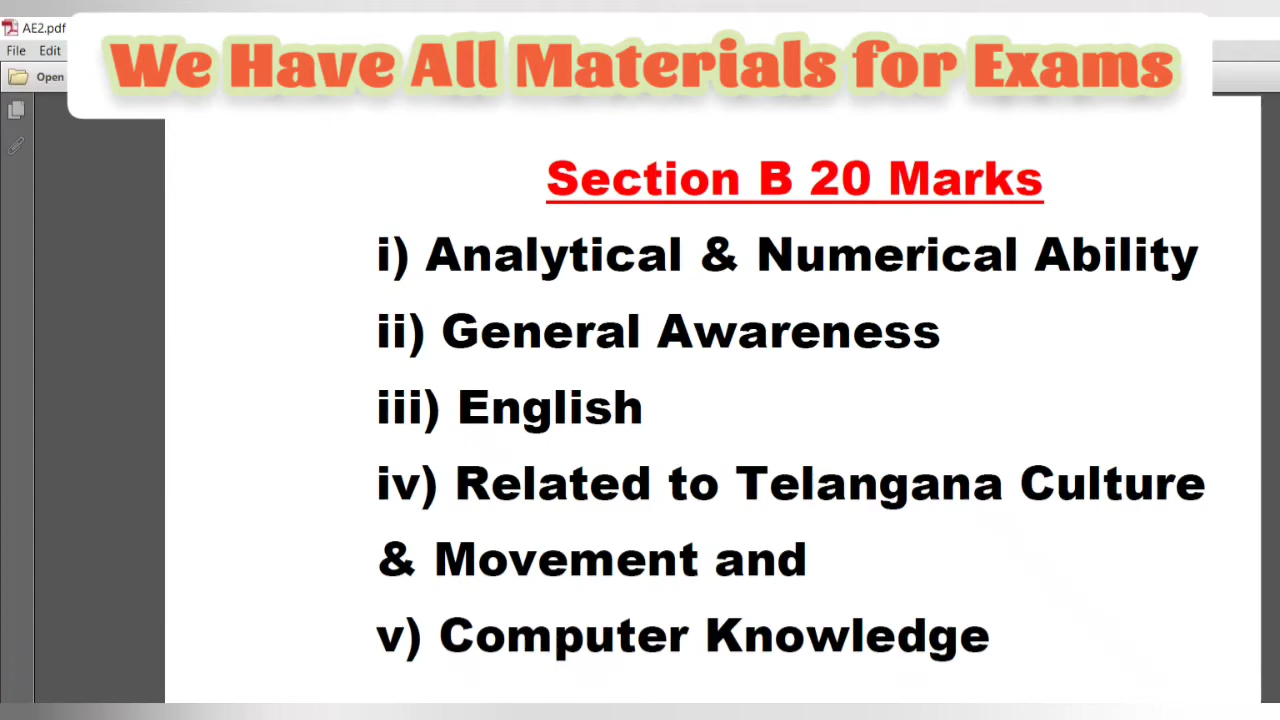 AE2.pdf
File Edit
We Have All Materials for Exams
Open
Section B 20 Marks
i) Analytical & Numerical Ability
ii) General Awareness
iii) English
iv) Related to Telangana Culture
& Movement and
v) Computer Knowledge